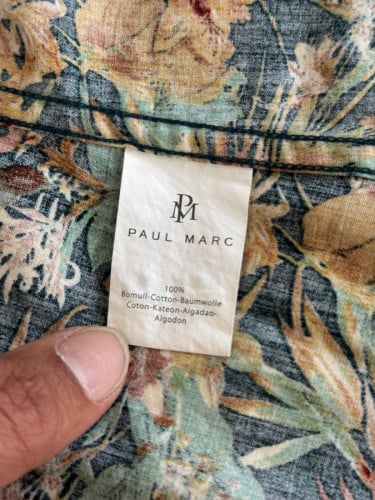 PM
PAUL MARC
100%
Bomull-Cotton-Baumwolle
Coton-Kateon-Algadao-
Algodon